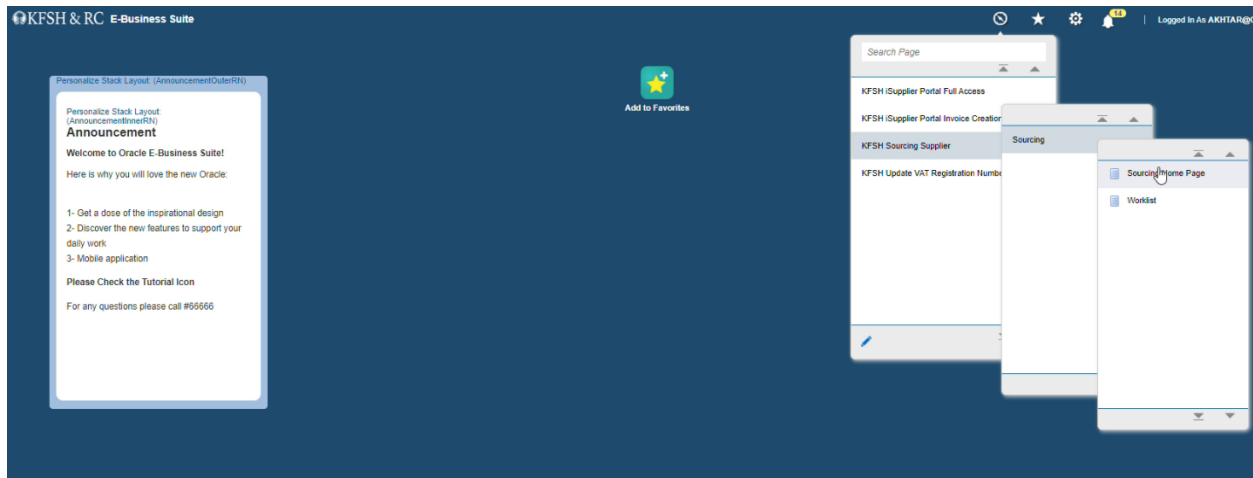 KFSH & RC E-Business Suite
14
Logged In As AKHTAR@
Personalize Stack Layout: (AnnouncementOuterRN)
Personalize Stack Layout:
(AnnouncementInnerRN)
Announcement
Welcome to Oracle E-Business Suite!
Here is why you will love the new Oracle:
1- Get a dose of the inspirational design
2- Discover the new features to support your
daily work
3- Mobile application
Please Check the Tutorial Icon
For any questions please call #66666
Add to Favorites
Search Page
KFSH iSupplier Portal Full Access
KFSH iSupplier Portal Invoice Creation
KFSH Sourcing Supplier
KFSH Update VAT Registration Numbe
Sourcing
Sourcing Home Page
Worklist